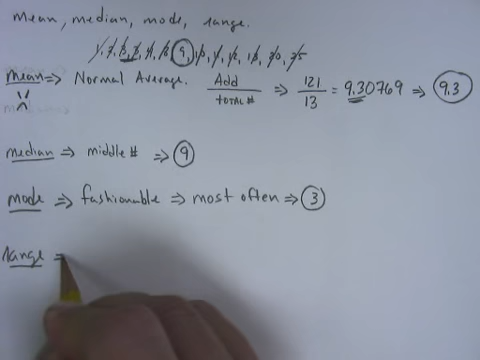 mean, median, mode, range.
9
mean => Normal Average. Add / TOTAL # => 121 / 13 = 9.30769 => 9.3
median => middle # => 9
mode => fashionable => most often => 3
range =